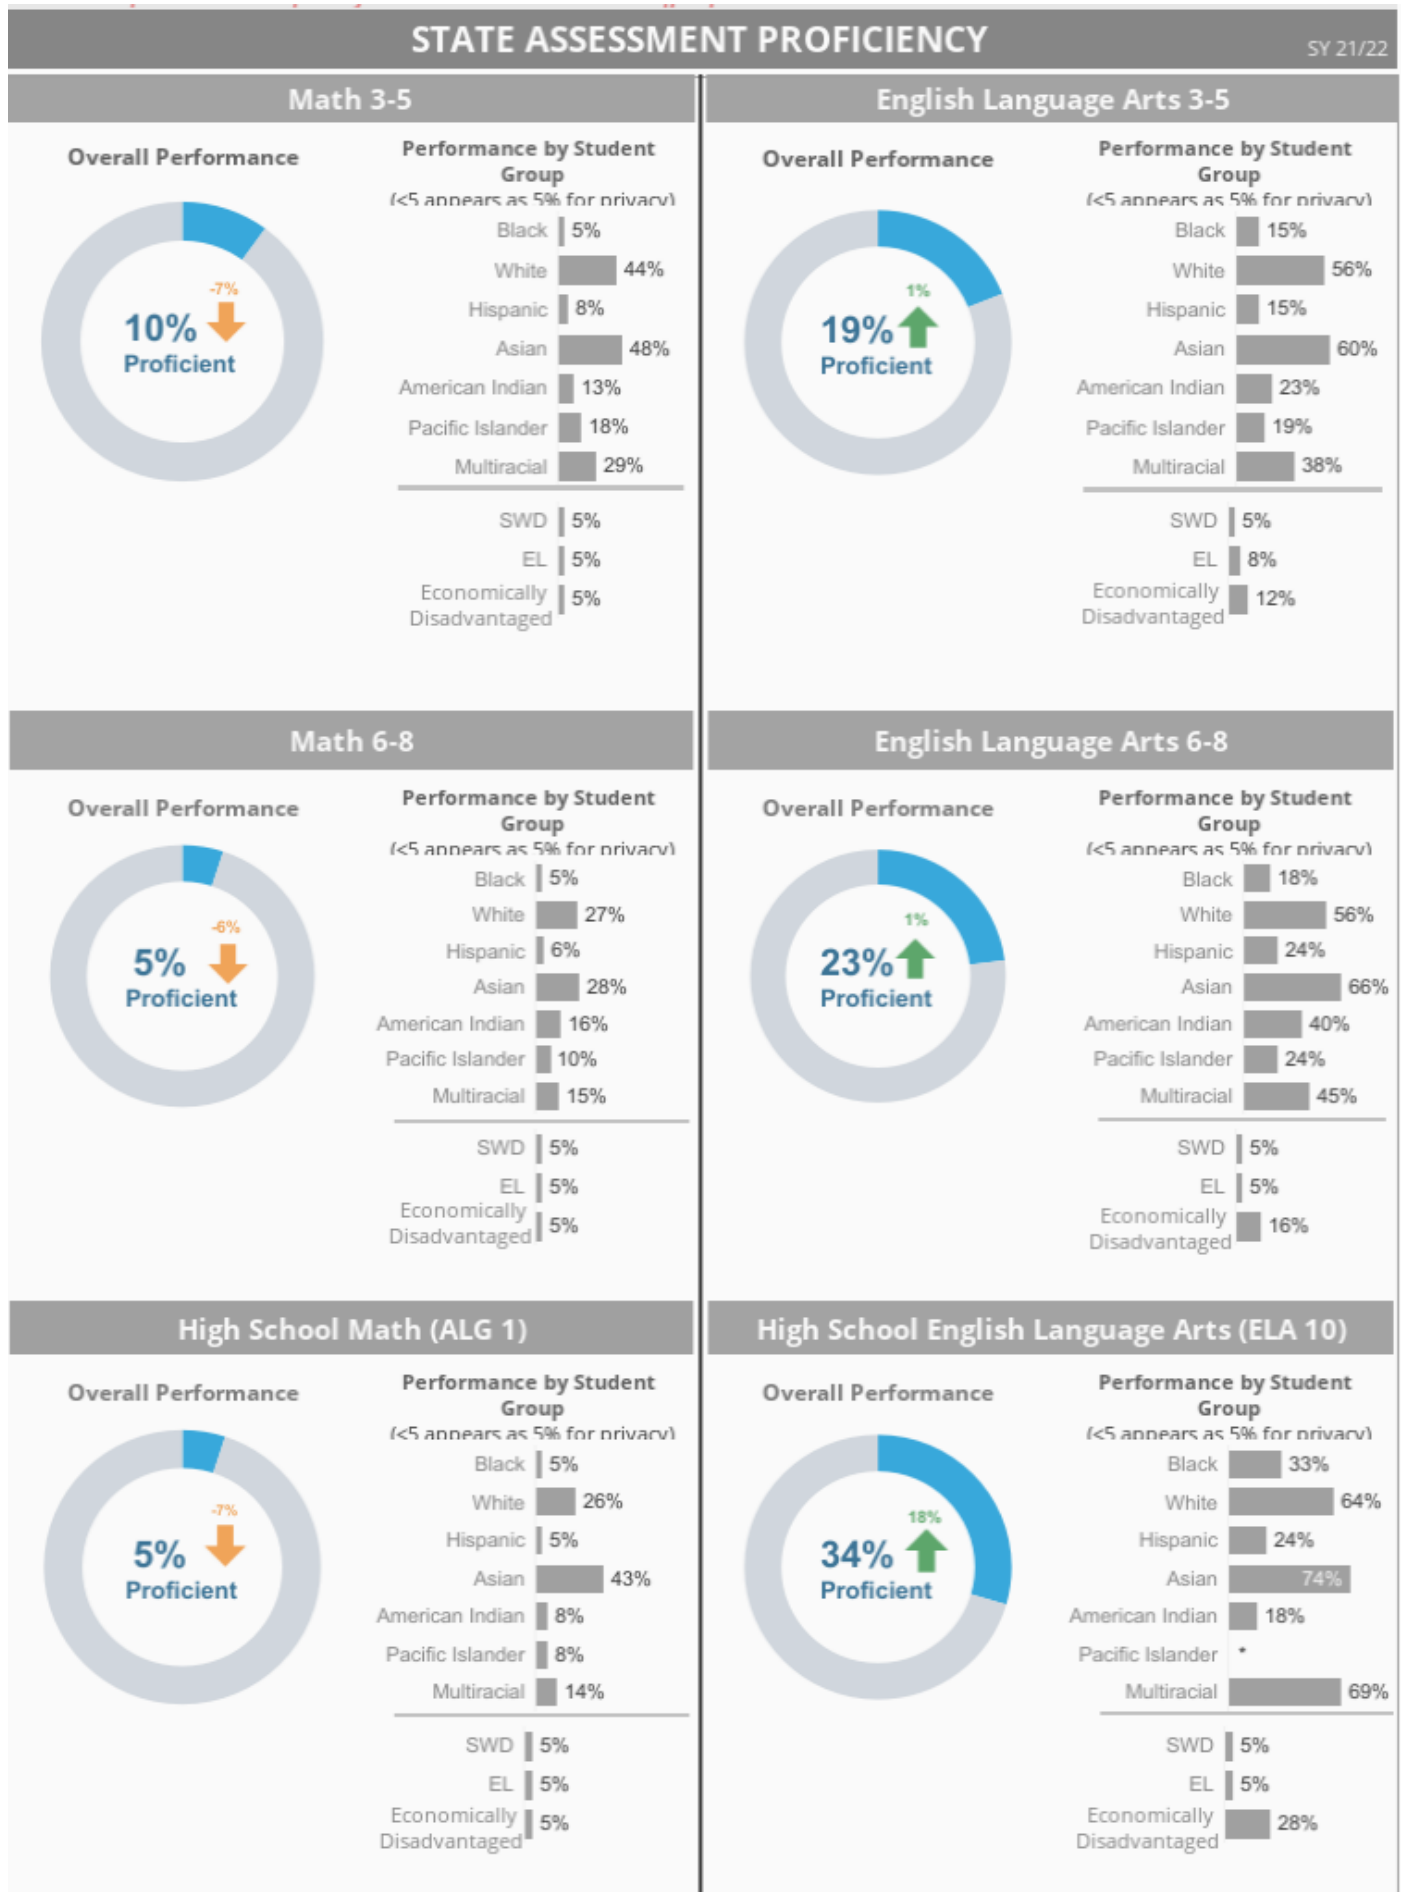 STATE ASSESSMENT PROFICIENCY
SY 21/22
Math 3-5
Overall Performance
Performance by Student
Group
(<5 appears as 5% for privacy)
-7%
10%
Proficient
Black 5%
White 44%
Hispanic 8%
Asian 48%
American Indian 13%
Pacific Islander 18%
Multiracial 29%
SWD 5%
EL 5%
Economically
Disadvantaged 5%
English Language Arts 3-5
Overall Performance
Performance by Student
Group
(<5 appears as 5% for privacy)
1%
19%
Proficient
Black 15%
White 56%
Hispanic 15%
Asian 60%
American Indian 23%
Pacific Islander 19%
Multiracial 38%
SWD 5%
EL 8%
Economically
Disadvantaged 12%
Math 6-8
Overall Performance
Performance by Student
Group
(<5 appears as 5% for privacy)
-6%
5%
Proficient
Black 5%
White 27%
Hispanic 6%
Asian 28%
American Indian 16%
Pacific Islander 10%
Multiracial 15%
SWD 5%
EL 5%
Economically
Disadvantaged 5%
English Language Arts 6-8
Overall Performance
Performance by Student
Group
(<5 appears as 5% for privacy)
1%
23%
Proficient
Black 18%
White 56%
Hispanic 24%
Asian 66%
American Indian 40%
Pacific Islander 24%
Multiracial 45%
SWD 5%
EL 5%
Economically
Disadvantaged 16%
High School Math (ALG 1)
Overall Performance
Performance by Student
Group
(<5 appears as 5% for privacy)
-7%
5%
Proficient
Black 5%
White 26%
Hispanic 5%
Asian 43%
American Indian 8%
Pacific Islander 8%
Multiracial 14%
SWD 5%
EL 5%
Economically
Disadvantaged 5%
High School English Language Arts (ELA 10)
Overall Performance
Performance by Student
Group
(<5 appears as 5% for privacy)
18%
34%
Proficient
Black 33%
White 64%
Hispanic 24%
Asian 74%
American Indian 18%
Pacific Islander *
Multiracial 69%
SWD 5%
EL 5%
Economically
Disadvantaged 28%